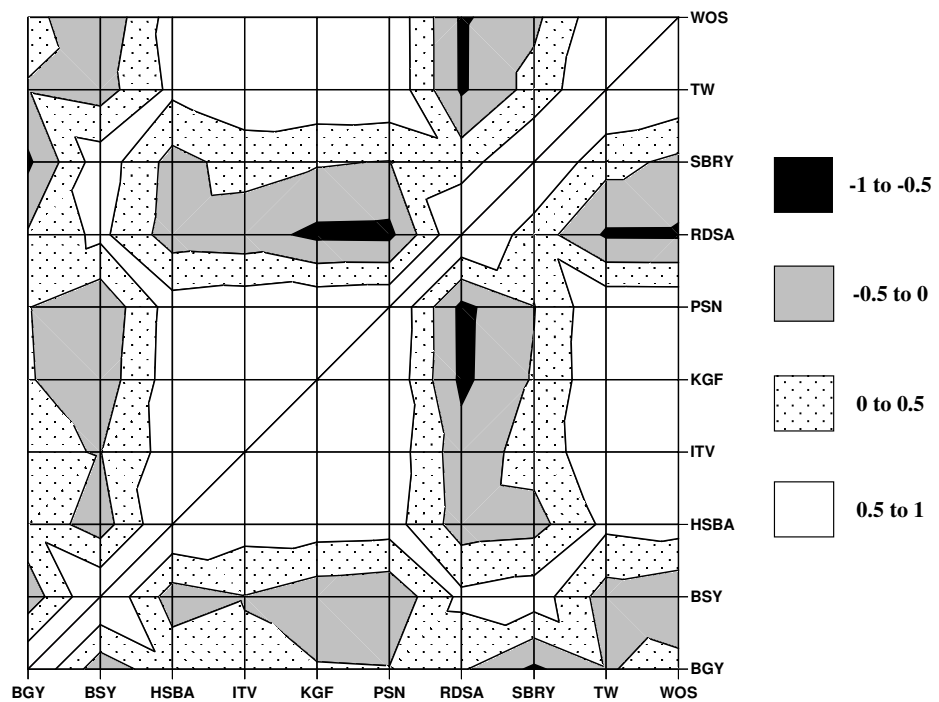 WOS
TW
SBRY
RDSA
PSN
KGF
ITV
HSBA
BSY
BGY
BGY BSY HSBA ITV KGF PSN RDSA SBRY TW WOS
-1 to -0.5
-0.5 to 0
0 to 0.5
0.5 to 1